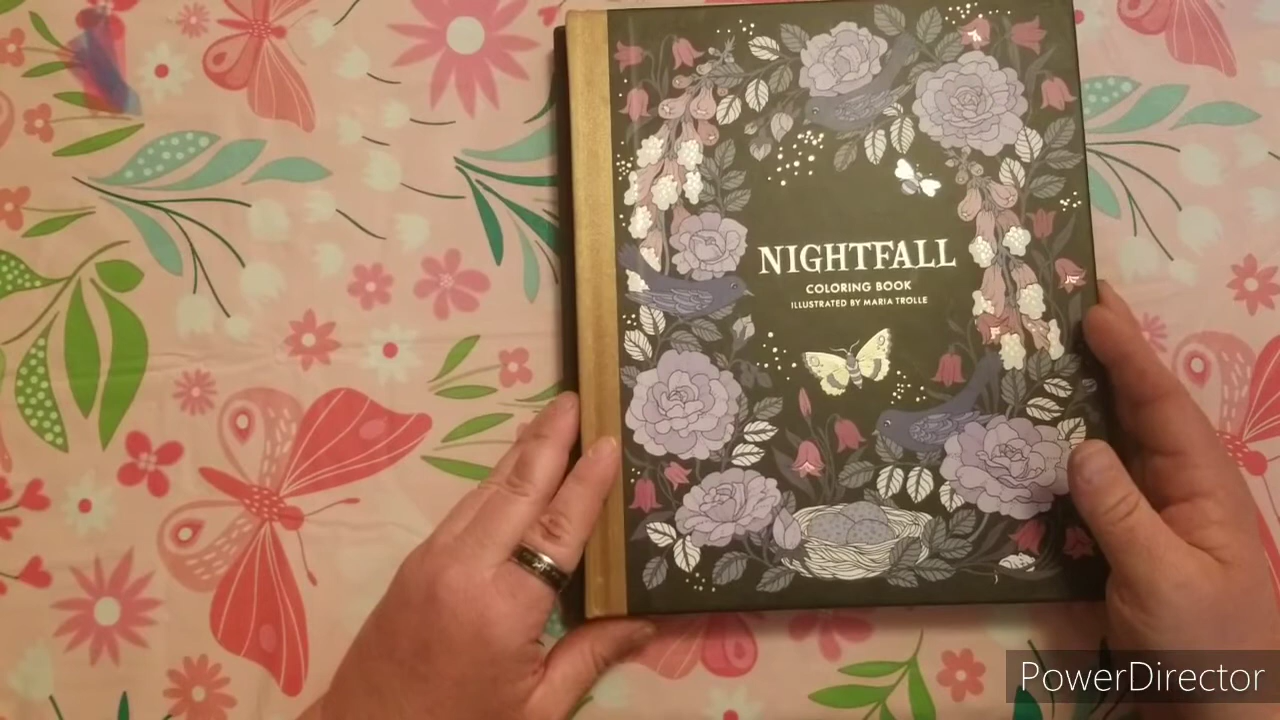 NIGHTFALL
COLORING BOOK
ILLUSTRATED BY MARIA TROLLE
PowerDirector